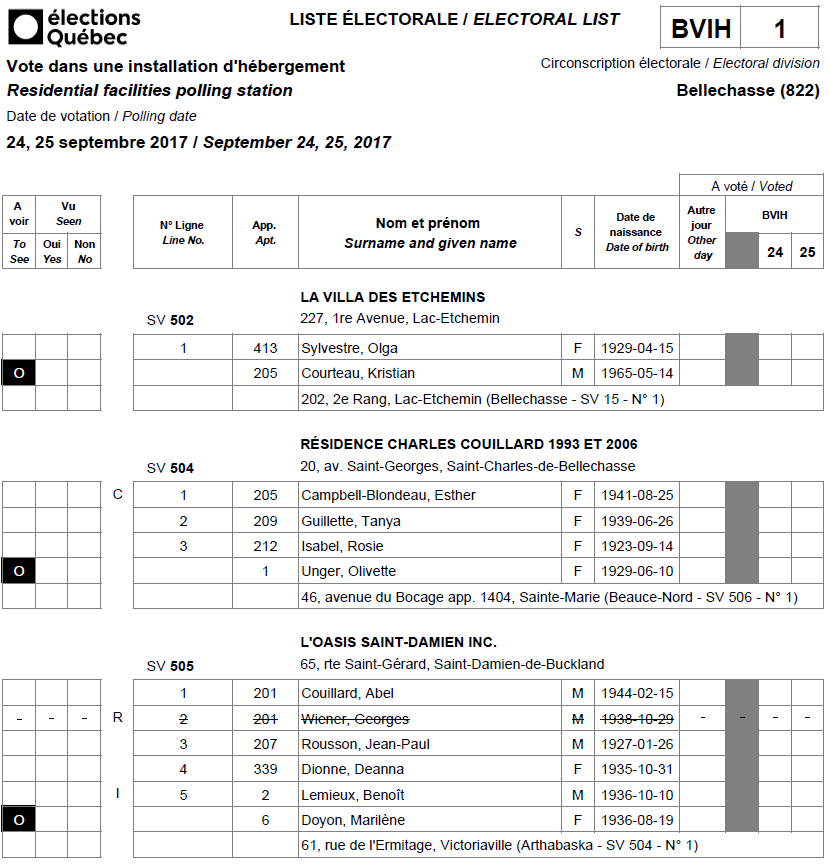 élections
Québec
LISTE ÉLECTORALE / ELECTORAL LIST
BVIH 1
Vote dans une installation d'hébergement
Circonscription électorale / Electoral division
Residential facilities polling station
Bellechasse (822)
Date de votation / Polling date
24, 25 septembre 2017 / September 24, 25, 2017
A voté / Voted
A voir
To See
Vu
Seen
Oui
Yes
Non
No
N° Ligne
Line No.
App.
Apt.
Nom et prénom
Surname and given name
S
Date de naissance
Date of birth
Autre jour
Other day
BVIH
24 25
LA VILLA DES ETCHEMINS
SV 502 227, 1re Avenue, Lac-Etchemin
1 413 Sylvestre, Olga F 1929-04-15
O 205 Courteau, Kristian M 1965-05-14
202, 2e Rang, Lac-Etchemin (Bellechasse - SV 15 - N° 1)
RÉSIDENCE CHARLES COUILLARD 1993 ET 2006
SV 504 20, av. Saint-Georges, Saint-Charles-de-Bellechasse
C 1 205 Campbell-Blondeau, Esther F 1941-08-25
2 209 Guillette, Tanya F 1939-06-26
3 212 Isabel, Rosie F 1923-09-14
O 1 Unger, Olivette F 1929-06-10
46, avenue du Bocage app. 1404, Sainte-Marie (Beauce-Nord - SV 506 - N° 1)
L'OASIS SAINT-DAMIEN INC.
SV 505 65, rte Saint-Gérard, Saint-Damien-de-Buckland
1 201 Couillard, Abel M 1944-02-15
- - - R 2 201 Wiener, Georges M 1938-10-29 - - - -
3 207 Rousson, Jean-Paul M 1927-01-26
4 339 Dionne, Deanna F 1935-10-31
I 5 2 Lemieux, Benoît M 1936-10-10
O 6 Doyon, Marilène F 1936-08-19
61, rue de l'Ermitage, Victoriaville (Arthabaska - SV 504 - N° 1)